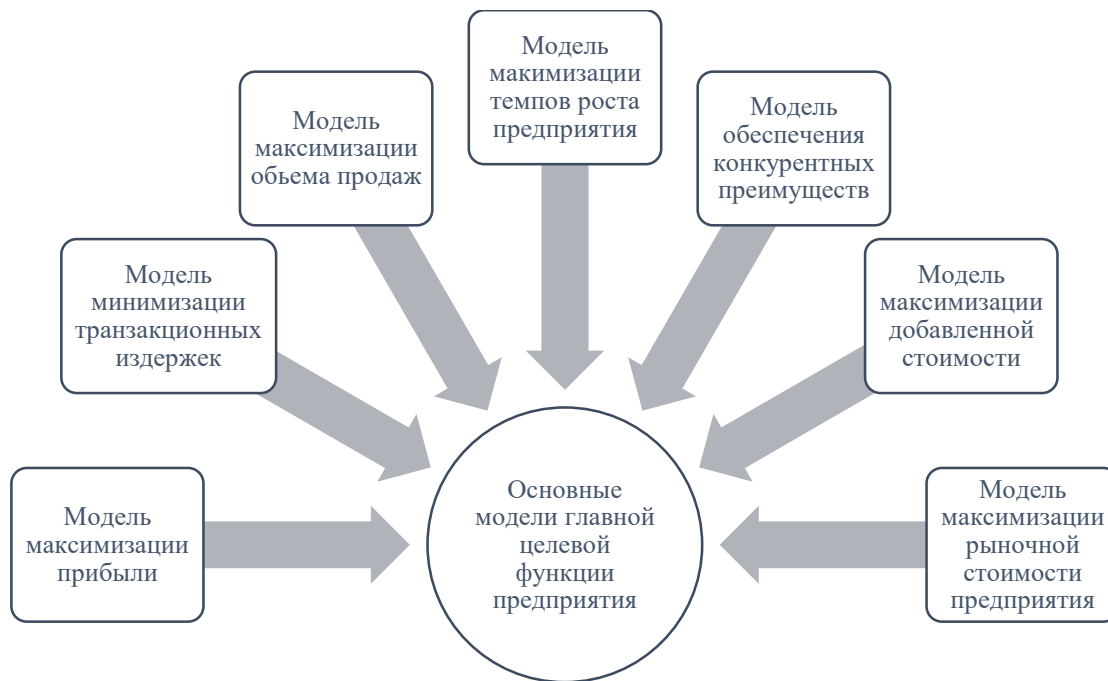 Модель
макимизации
темпов роста
предприятия
Модель
максимизации
обьема продаж
Модель
обеспечения
конкурентных
преимуществ
Модель
минимизации
транзакционных
издержек
Модель
максимизации
добавленной
стоимости
Модель
максимизации
прибыли
Основные
модели главной
целевой
функции
предприятия
Модель
максимизации
рыночной
стоимости
предприятия